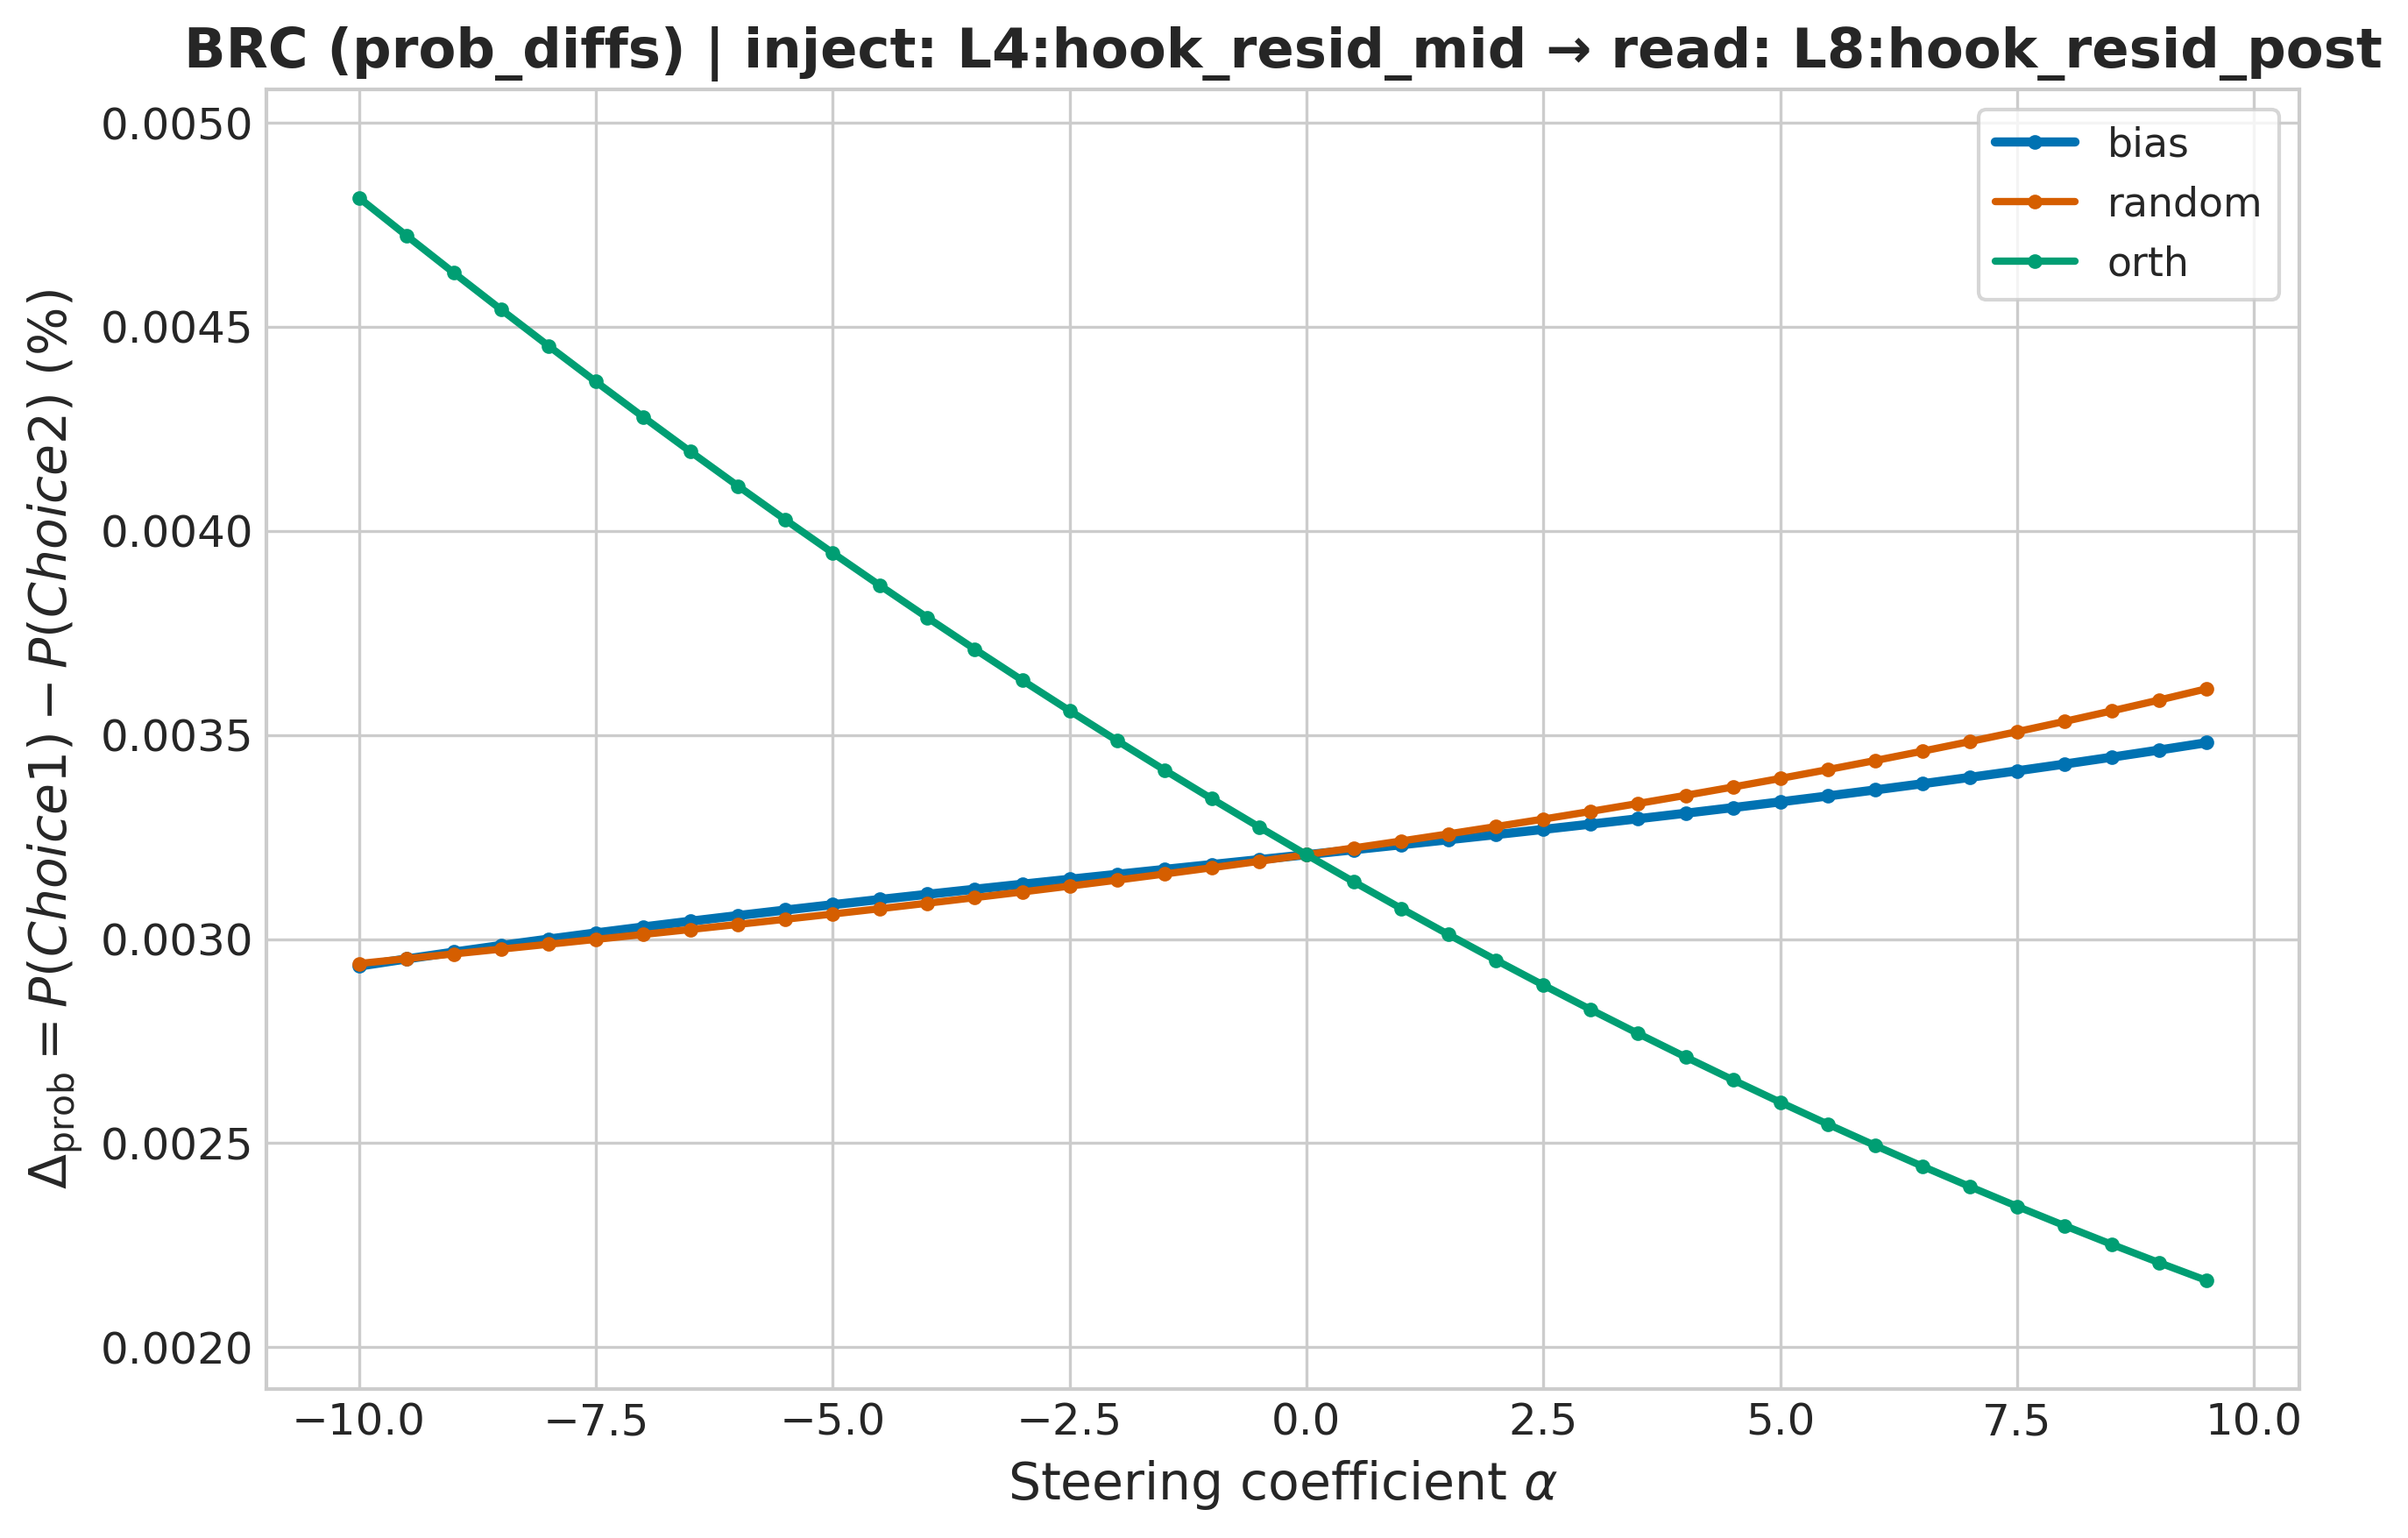 BRC (prob_diffs) | inject: L4:hook_resid_mid → read: L8:hook_resid_post
Δprob = P(Choice1) − P(Choice2) (%)
0.0050
0.0045
0.0040
0.0035
0.0030
0.0025
0.0020
bias
random
orth
−10.0 −7.5 −5.0 −2.5 0.0 2.5 5.0 7.5 10.0
Steering coefficient α